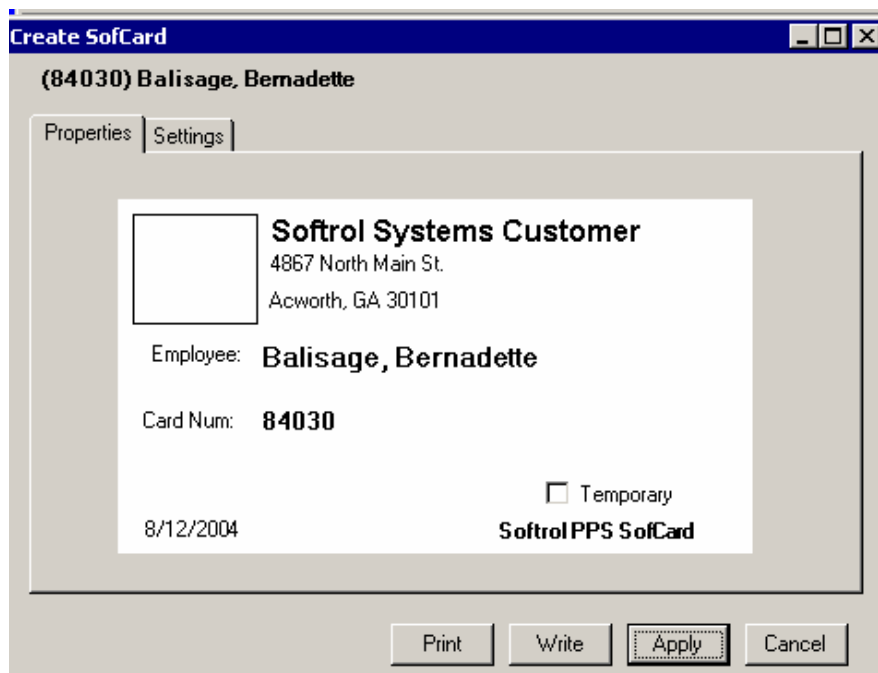 Create SofCard
(84030) Balisage, Bernadette
Properties Settings
Softrol Systems Customer
4867 North Main St.
Acworth, GA 30101
Employee: Balisage, Bernadette
Card Num: 84030
Temporary
8/12/2004 Softrol PPS SofCard
Print Write Apply Cancel